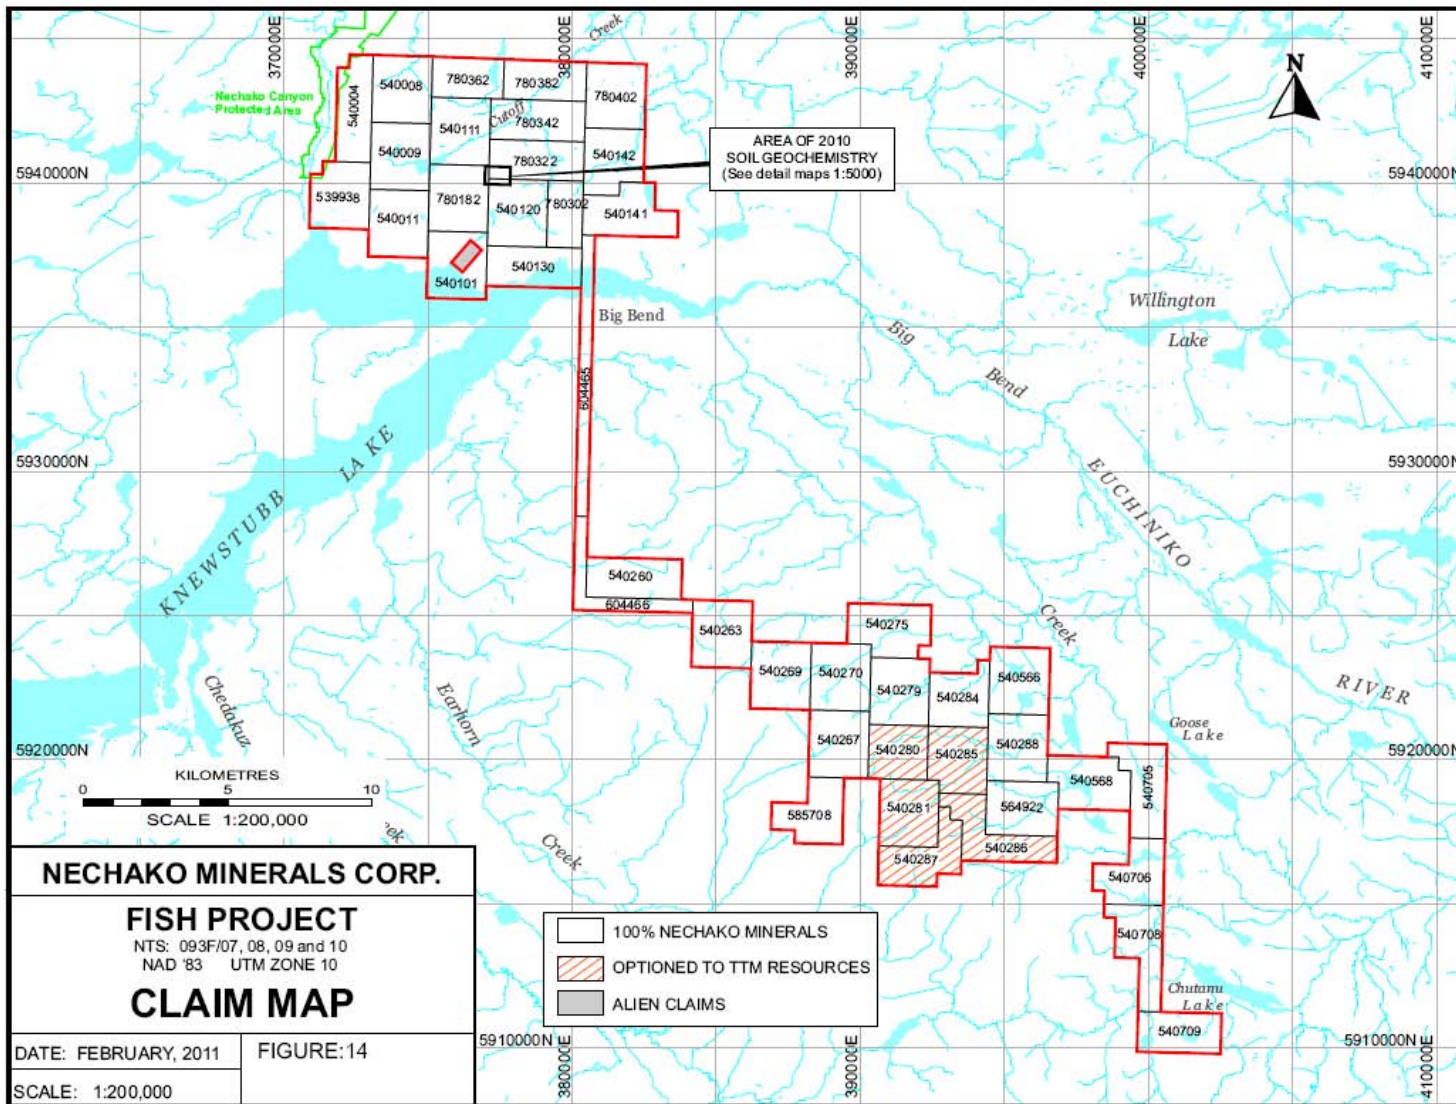 370000E
380000E
390000E
400000E
410000E
Creek
N
Nechako Canyon
Protected Area
540004
540008
780362
780382
780402
540111
Cutoff
780342
540009
780322
540142
AREA OF 2010
SOIL GEOCHEMISTRY
(See detail maps 1:5000)
5940000N
5940000N
539938
540011
780182
540120
780302
540141
540101
540130
Big Bend
Willington
Lake
Big
Bend
604465
KNEWSTUBB LAKE
5930000N
5930000N
EUCHINIKO
RIVER
540260
604466
540263
540275
Creek
540269
540270
540279
540284
540566
Chedakuz
Earhorn
Creek
Goose
Lake
5920000N
5920000N
540267
540280
540285
540288
540568
540705
KILOMETRES
0 5 10
SCALE 1:200,000
585708
540281
564922
540287
540286
540706
540708
eek
NECHAKO MINERALS CORP.
FISH PROJECT
NTS: 093F/07, 08, 09 and 10
NAD '83 UTM ZONE 10
CLAIM MAP
DATE: FEBRUARY, 2011
FIGURE:14
SCALE: 1:200,000
100% NECHAKO MINERALS
OPTIONED TO TTM RESOURCES
ALIEN CLAIMS
Chutanu
Lake
540709
5910000N
5910000N
380000E
390000E
400000E
410000E